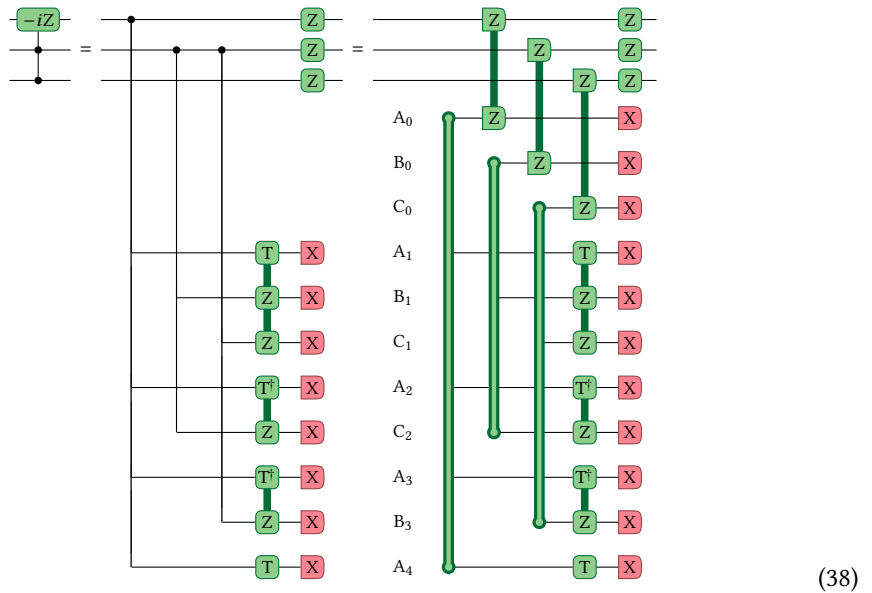 -iZ = Z = Z Z
Z Z Z
Z Z Z
A₀ Z X
B₀ Z X
C₀ Z X
T X A₁ T X
Z X B₁ Z X
Z X C₁ Z X
T† X A₂ T† X
Z X C₂ Z X
T† X A₃ T† X
Z X B₃ Z X
T X A₄ T X
(38)